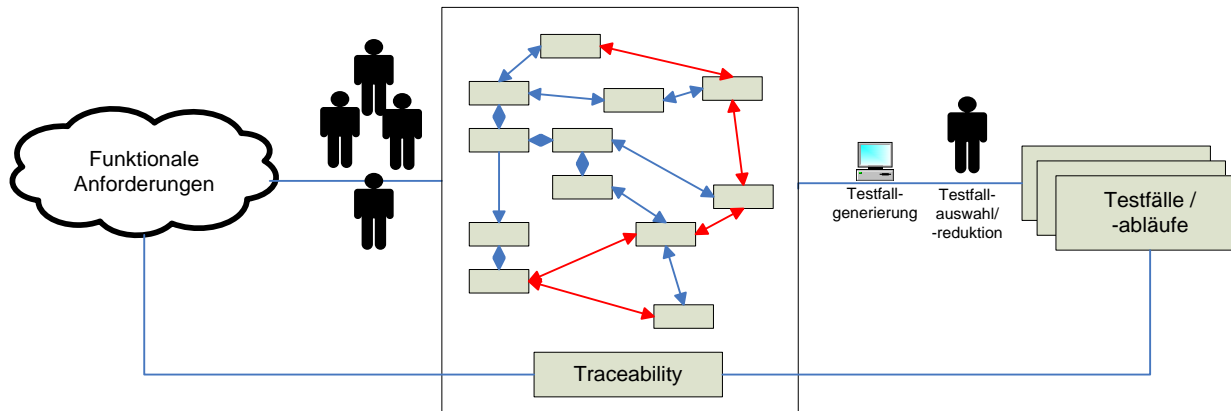 Funktionale
Anforderungen
Testfall-
generierung
Testfall-
auswahl/
-reduktion
Testfälle /
-abläufe
Traceability